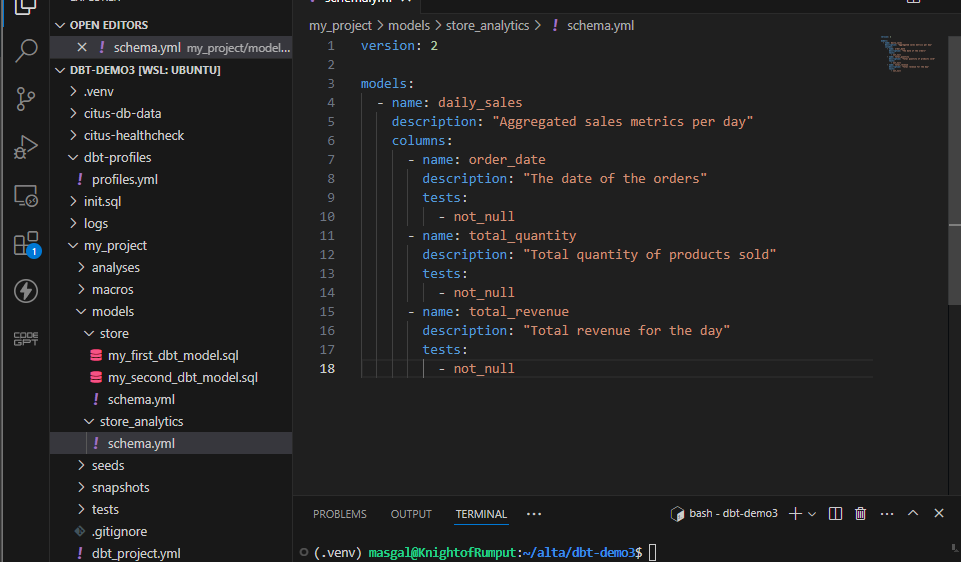 OPEN EDITORS
schema.yml my_project/model...
DBT-DEMO3 [WSL: UBUNTU]
.venv
citus-db-data
citus-healthcheck
dbt-profiles
profiles.yml
init.sql
logs
my_project
analyses
macros
models
store
my_first_dbt_model.sql
my_second_dbt_model.sql
schema.yml
store_analytics
schema.yml
seeds
snapshots
tests
.gitignore
dbt_project.yml
1
CODE
GPT
my_project > models > store_analytics > ! schema.yml
1 version: 2
2
3 models:
4 - name: daily_sales
5 description: "Aggregated sales metrics per day"
6 columns:
7 - name: order_date
8 description: "The date of the orders"
9 tests:
10 - not_null
11 - name: total_quantity
12 description: "Total quantity of products sold"
13 tests:
14 - not_null
15 - name: total_revenue
16 description: "Total revenue for the day"
17 tests:
18 - not_null
PROBLEMS OUTPUT TERMINAL ... bash - dbt-demo3
(.venv) masgal@KnightofRumput:~/alta/dbt-demo3$